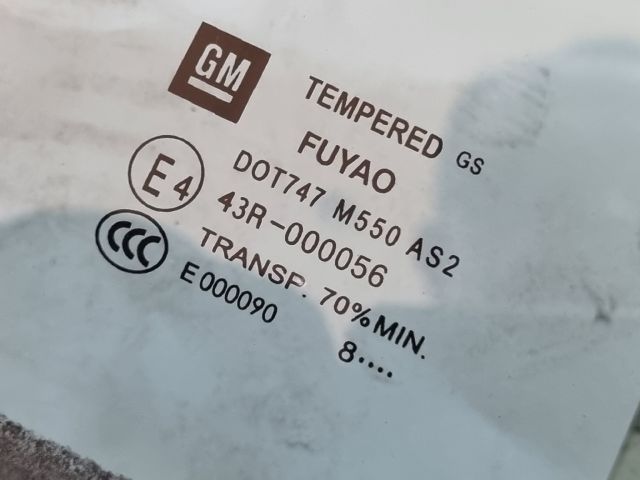 GM
TEMPERED GS
FUYAO
DOT747 M550 AS2
E4 43R-000056
CCC TRANSP. 70%MIN.
E000090 8....